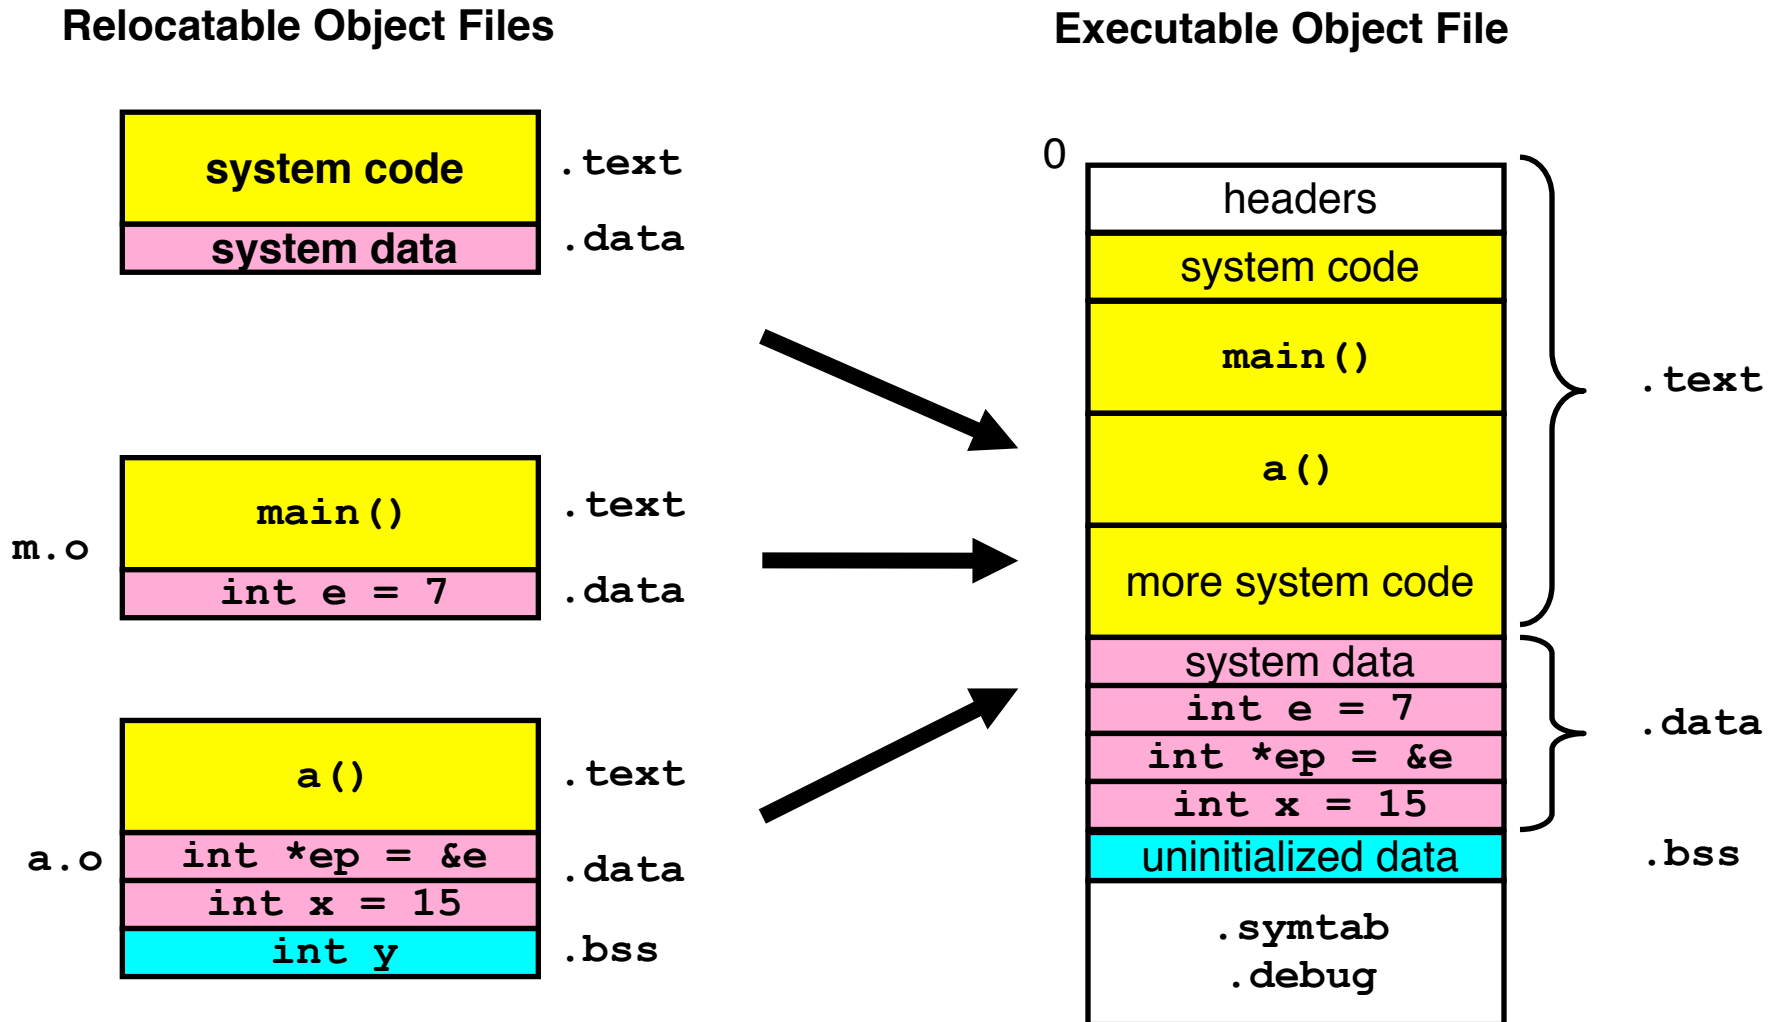 Relocatable Object Files
system code
.text
system data
.data
m.o
main()
.text
int e = 7
.data
a.o
a()
.text
int *ep = &e
.data
int x = 15
int y
.bss
Executable Object File
0
headers
system code
main()
a()
more system code
.text
system data
int e = 7
int *ep = &e
int x = 15
.data
uninitialized data
.bss
.symtab
.debug